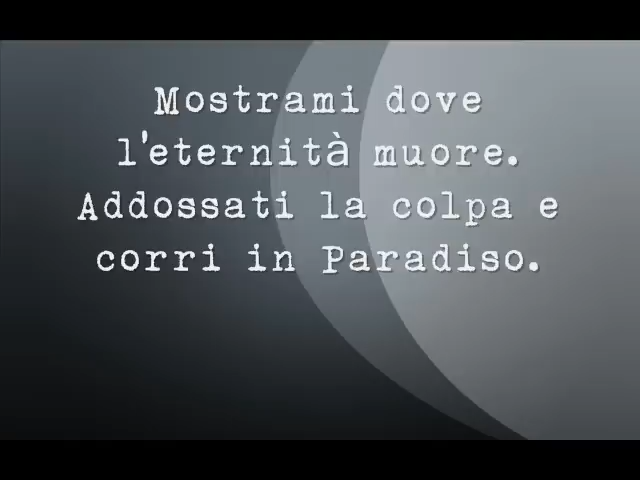 Mostrami dove
l'eternità muore.
Addossati la colpa e
corri in Paradiso.